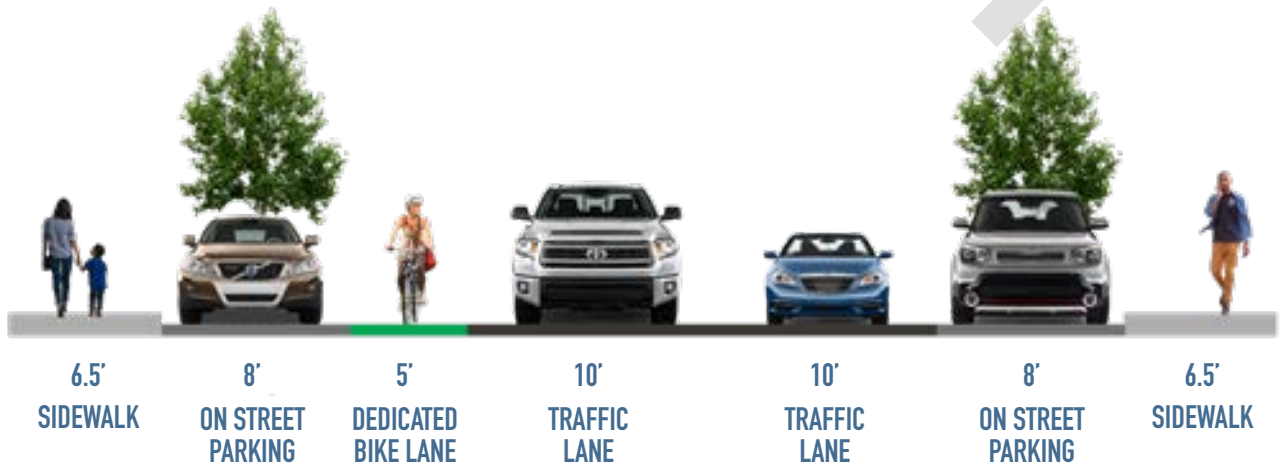 6.5’
SIDEWALK
8’
ON STREET
PARKING
5’
DEDICATED
BIKE LANE
10’
TRAFFIC
LANE
10’
TRAFFIC
LANE
8’
ON STREET
PARKING
6.5’
SIDEWALK